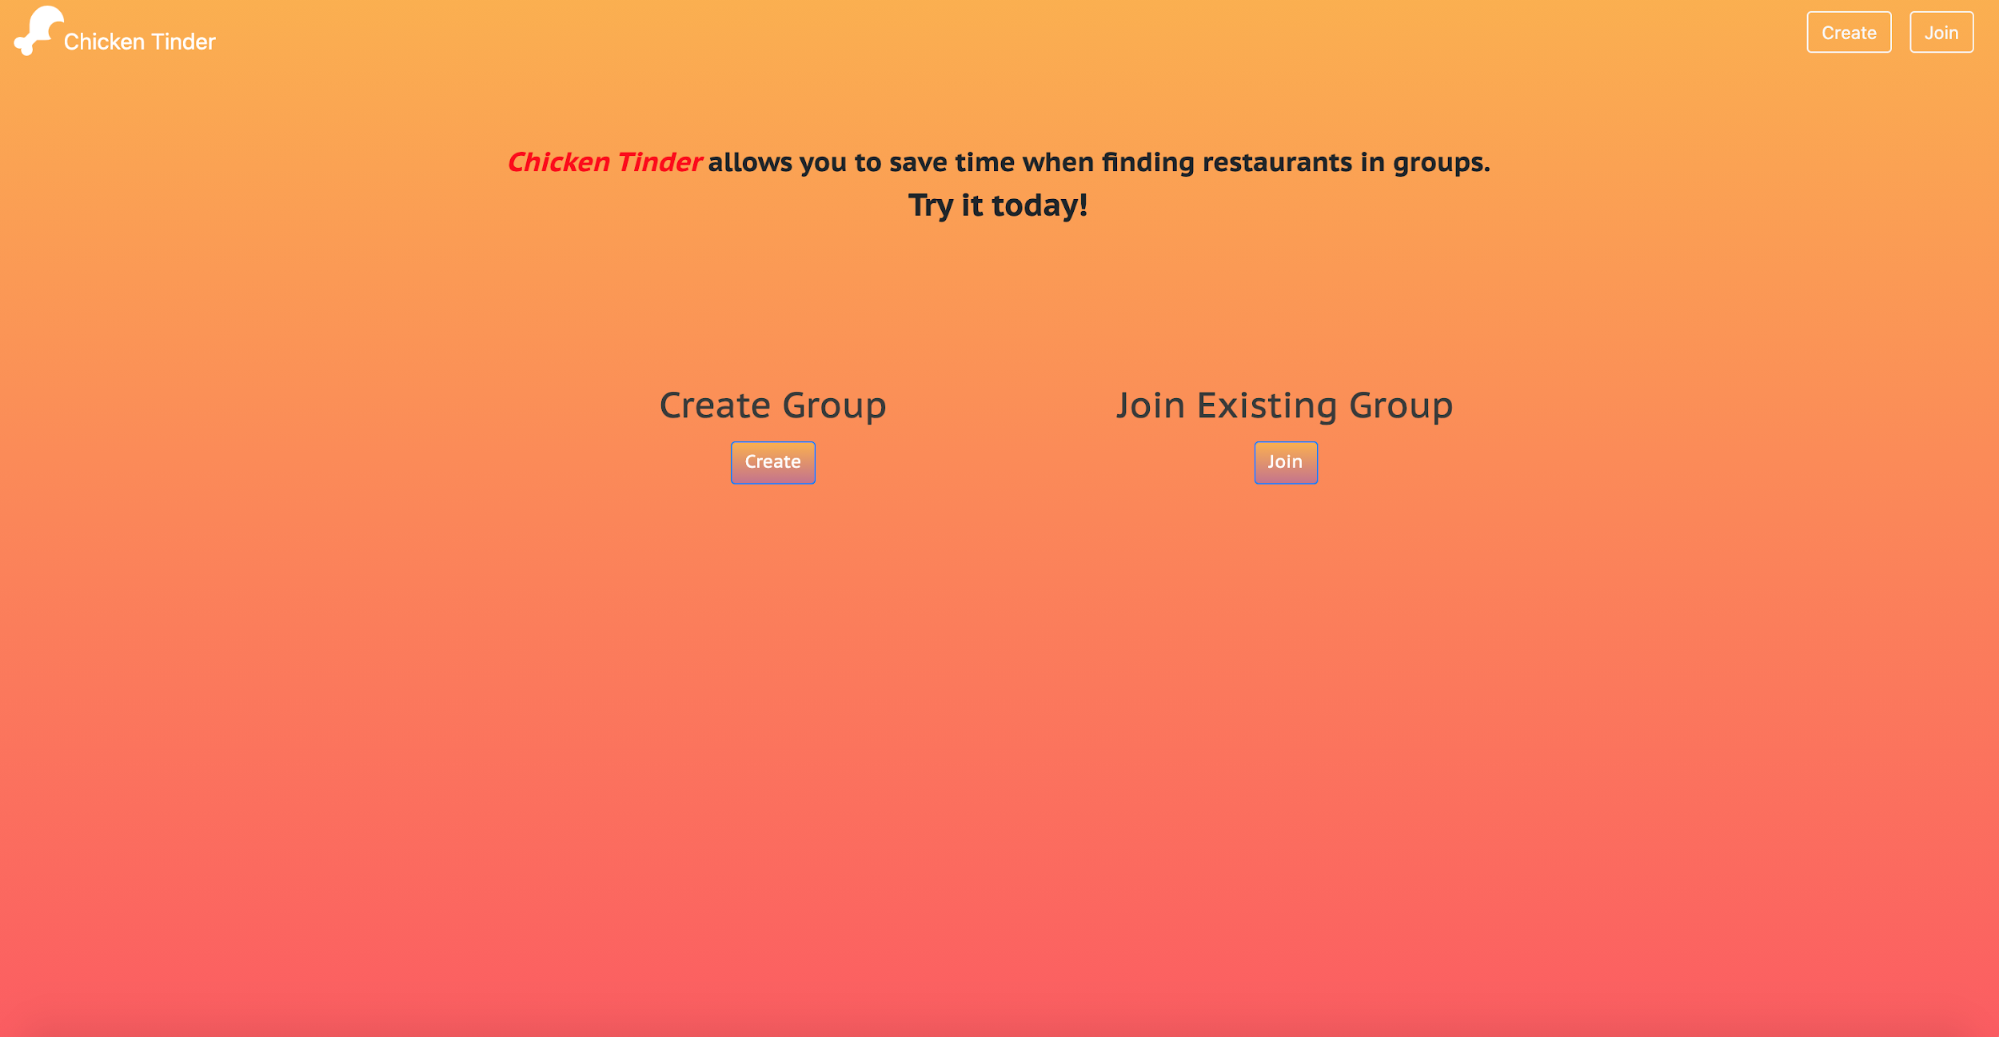 Chicken Tinder
Create
Join
Chicken Tinder allows you to save time when finding restaurants in groups.
Try it today!
Create Group
Join Existing Group
Create
Join